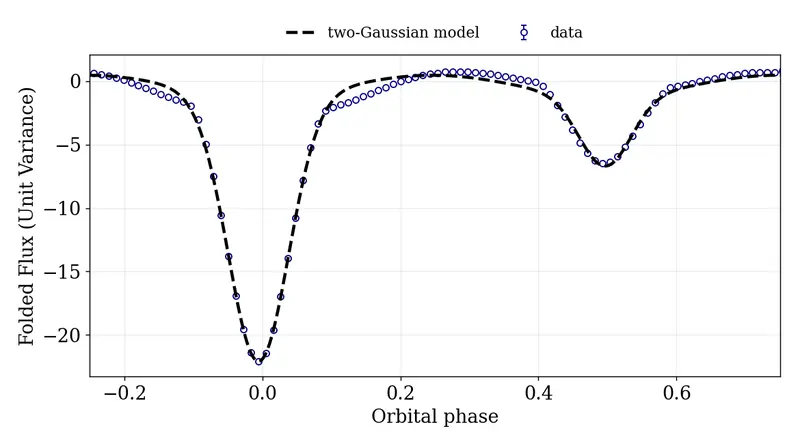 two-Gaussian model
data
Folded Flux (Unit Variance)
0
−5
−10
−15
−20
−0.2
0.0
0.2
0.4
0.6
Orbital phase